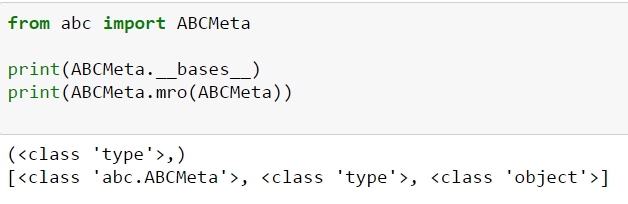 from abc import ABCMeta
print(ABCMeta.__bases__)
print(ABCMeta.mro(ABCMeta))
(<class 'type'>,)
[<class 'abc.ABCMeta'>, <class 'type'>, <class 'object'>]